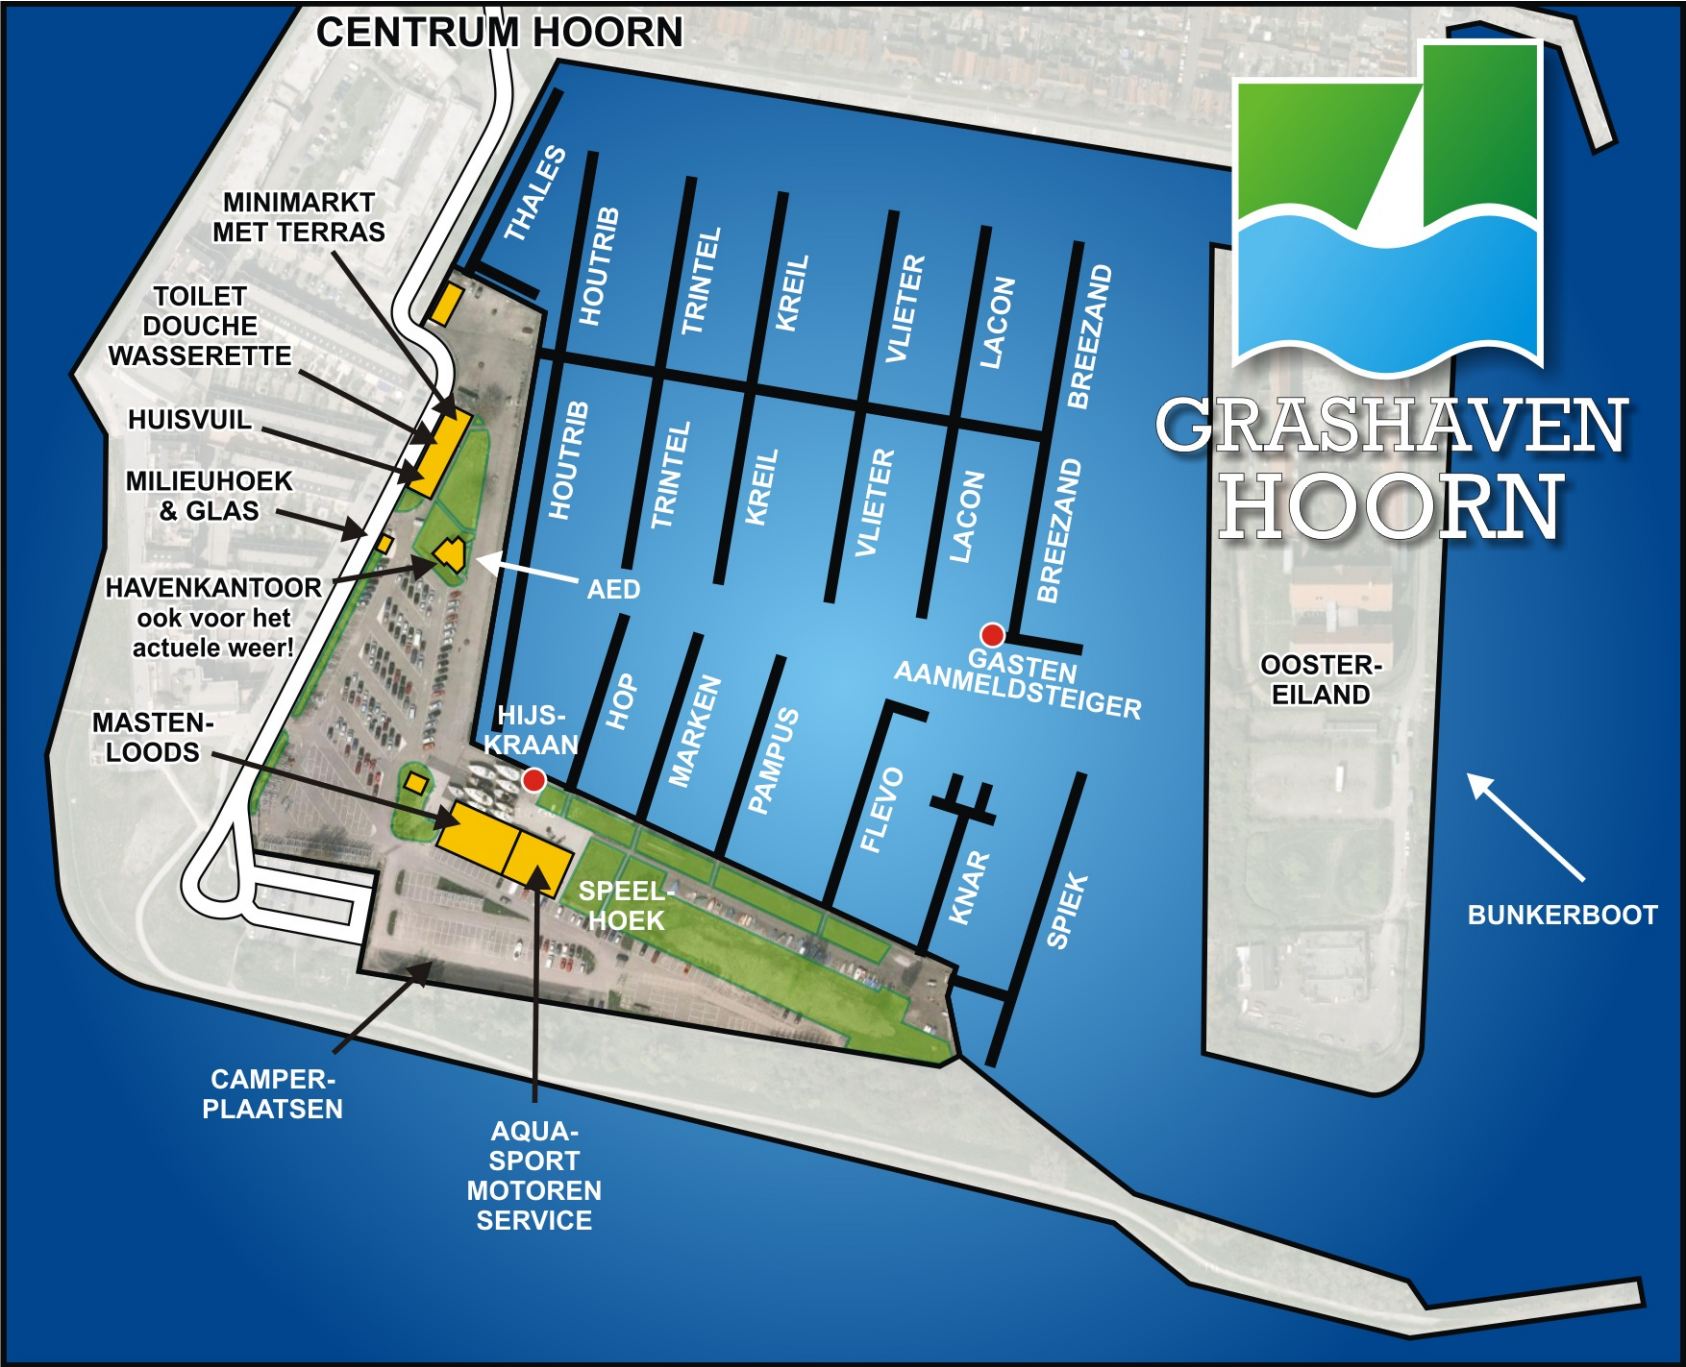 CENTRUM HOORN
MINIMARKT
MET TERRAS
TOILET
DOUCHE
WASSERETTE
HUISVUIL
MILIEUHOEK
& GLAS
HAVENKANTOOR
ook voor het
actuele weer!
MASTEN-
LOODS
THALES
HOUTRIB
TRINTEL
KREIL
VLIETER
LACON
BREEZAND
HOUTRIB
TRINTEL
KREIL
VLIETER
LACON
BREEZAND
AED
GASTEN
AANMELDSTEIGER
HIJS-
KRAAN
HOP
MARKEN
PAMPUS
FLEVO
KNAR
SPIEK
SPEEL-
HOEK
CAMPER-
PLAATSEN
AQUA-
SPORT
MOTOREN
SERVICE
GRASHAVEN
HOORN
OOSTER-
EILAND
BUNKERBOOT